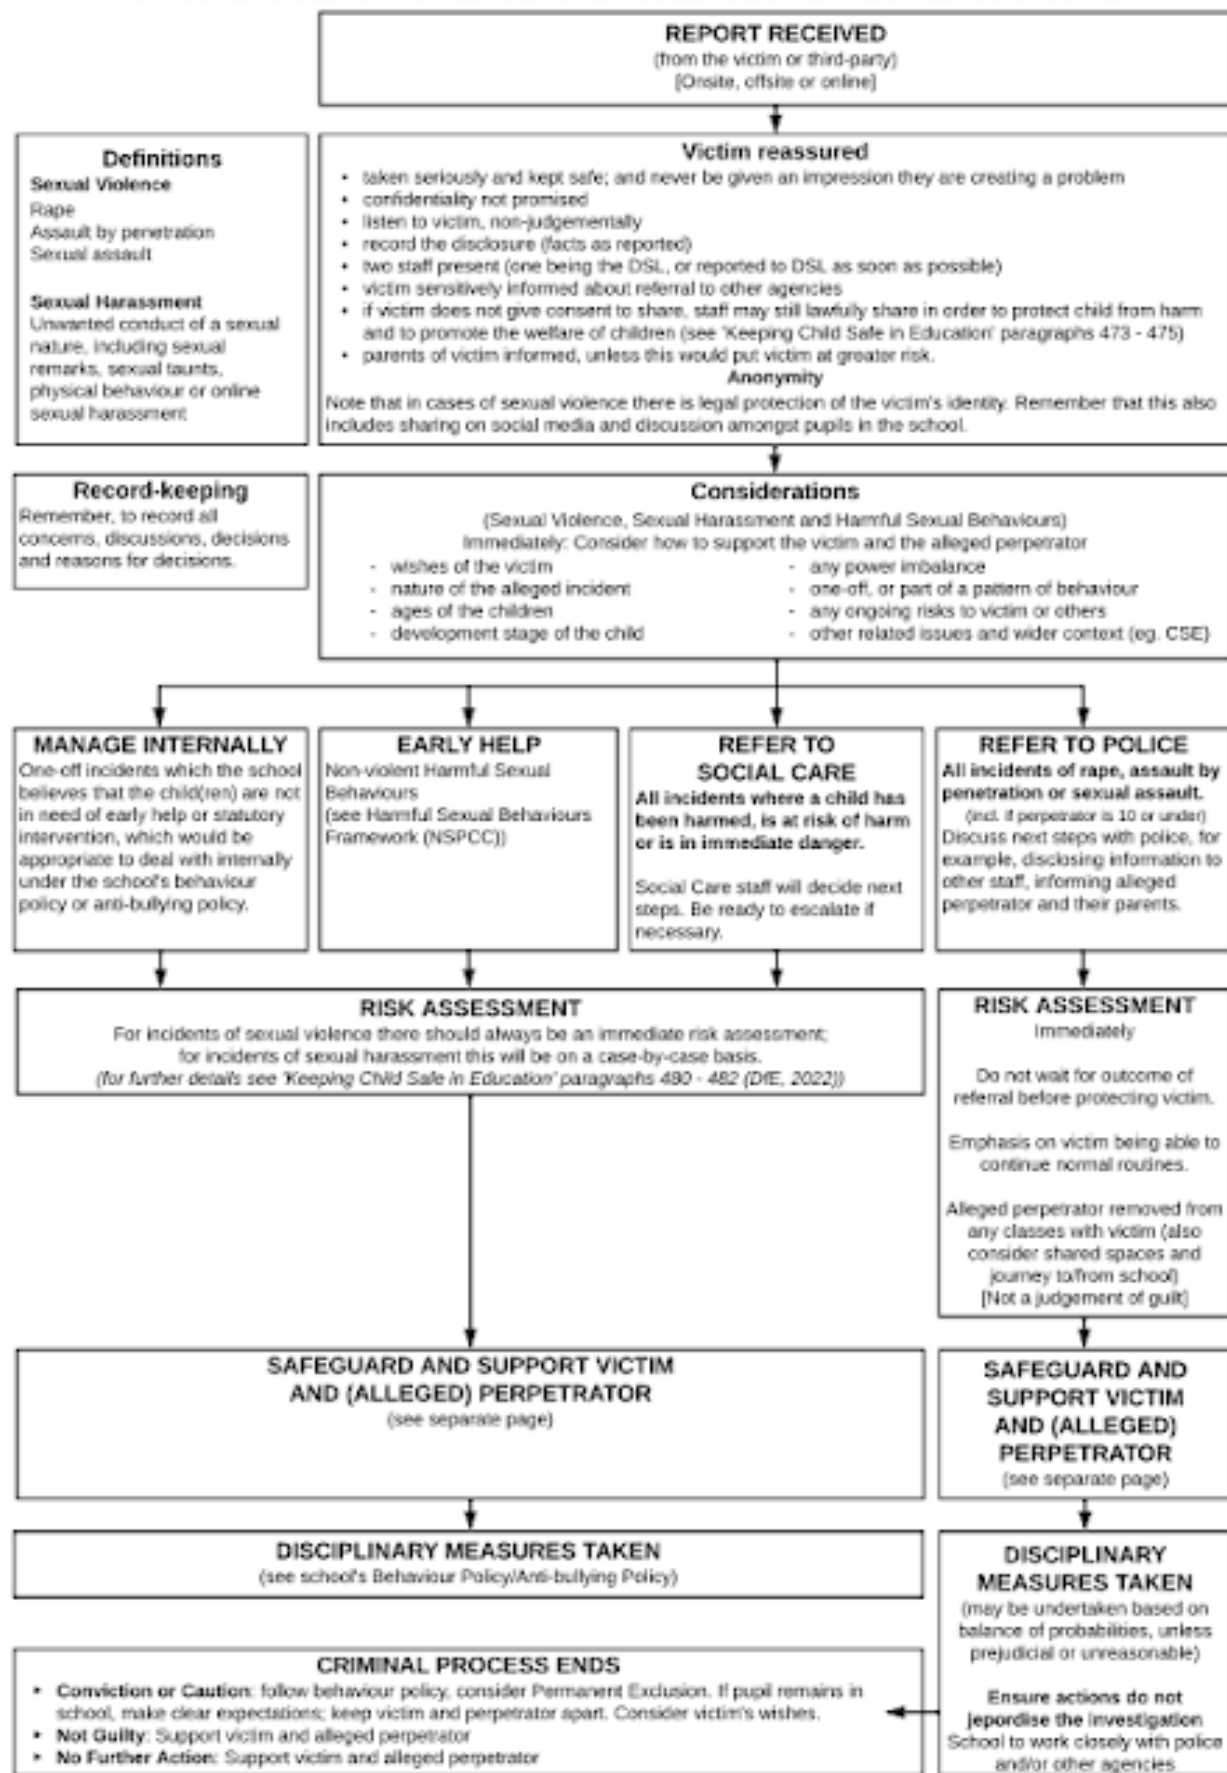 REPORT RECEIVED
(from the victim or third-party)
[Onsite, offsite or online]
Definitions
Sexual Violence
Rape
Assault by penetration
Sexual assault
Sexual Harassment
Unwanted conduct of a sexual
nature, including sexual
remarks, sexual taunts,
physical behaviour or online
sexual harassment
Victim reassured
• taken seriously and kept safe; and never be given an impression they are creating a problem
• confidentiality not promised
• listen to victim, non-judgementally
• record the disclosure (facts as reported)
• two staff present (one being the DSL, or reported to DSL as soon as possible)
• victim sensitively informed about referral to other agencies
• if victim does not give consent to share, staff may still lawfully share in order to protect child from harm
and to promote the welfare of children (see 'Keeping Child Safe in Education' paragraphs 473 - 475)
• parents of victim informed, unless this would put victim at greater risk.
Anonymity
Note that in cases of sexual violence there is legal protection of the victim's identity. Remember that this also
includes sharing on social media and discussion amongst pupils in the school.
Record-keeping
Remember, to record all
concerns, discussions, decisions
and reasons for decisions.
Considerations
(Sexual Violence, Sexual Harassment and Harmful Sexual Behaviours)
Immediately: Consider how to support the victim and the alleged perpetrator
- wishes of the victim
- nature of the alleged incident
- ages of the children
- development stage of the child
- any power imbalance
- one-off, or part of a pattern of behaviour
- any ongoing risks to victim or others
- other related issues and wider context (eg. CSE)
MANAGE INTERNALLY
One-off incidents which the school
believes that the child(ren) are not
in need of early help or statutory
intervention, which would be
appropriate to deal with internally
under the school's behaviour
policy or anti-bullying policy.
EARLY HELP
Non-violent Harmful Sexual
Behaviours
(see Harmful Sexual Behaviours
Framework (NSPCC))
REFER TO
SOCIAL CARE
All incidents where a child has
been harmed, is at risk of harm
or is in immediate danger.
Social Care staff will decide next
steps. Be ready to escalate if
necessary.
REFER TO POLICE
All incidents of rape, assault by
penetration or sexual assault.
(incl. if perpetrator is 10 or under)
Discuss next steps with police, for
example, disclosing information to
other staff, informing alleged
perpetrator and their parents.
RISK ASSESSMENT
For incidents of sexual violence there should always be an immediate risk assessment;
for incidents of sexual harassment this will be on a case-by-case basis.
(for further details see 'Keeping Child Safe in Education' paragraphs 480 - 482 (DfE, 2022))
RISK ASSESSMENT
Immediately
Do not wait for outcome of
referral before protecting victim.
Emphasis on victim being able to
continue normal routines.
Alleged perpetrator removed from
any classes with victim (also
consider shared spaces and
journey to/from school)
[Not a judgement of guilt]
SAFEGUARD AND SUPPORT VICTIM
AND (ALLEGED) PERPETRATOR
(see separate page)
SAFEGUARD AND
SUPPORT VICTIM
AND (ALLEGED)
PERPETRATOR
(see separate page)
DISCIPLINARY MEASURES TAKEN
(see school's Behaviour Policy/Anti-bullying Policy)
DISCIPLINARY
MEASURES TAKEN
(may be undertaken based on
balance of probabilities, unless
prejudicial or unreasonable)
Ensure actions do not
jepordise the investigation
School to work closely with police
and/or other agencies
CRIMINAL PROCESS ENDS
► Conviction or Caution: follow behaviour policy, consider Permanent Exclusion. If pupil remains in
school, make clear expectations; keep victim and perpetrator apart. Consider victim's wishes.
► Not Guilty: Support victim and alleged perpetrator
► No Further Action: Support victim and alleged perpetrator